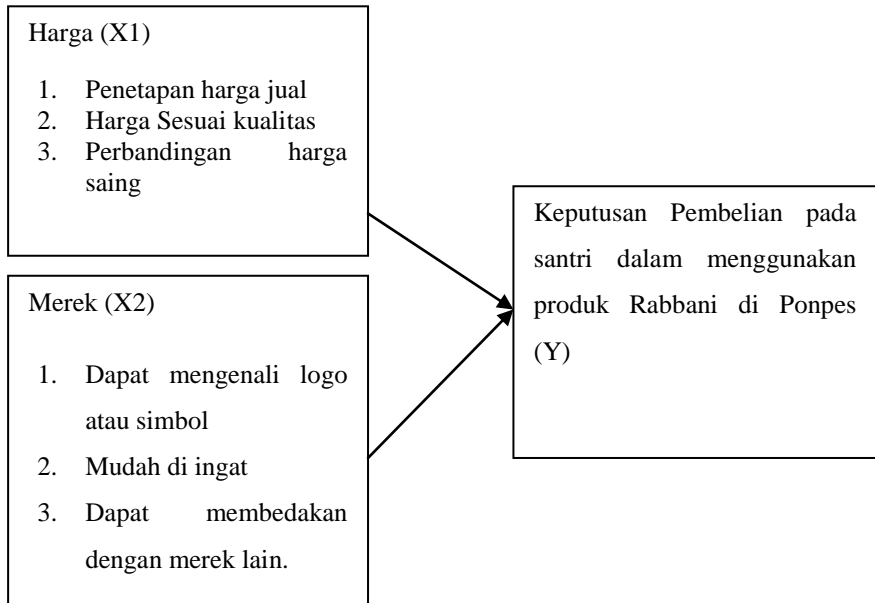 Harga (X1)
1. Penetapan harga jual
2. Harga Sesuai kualitas
3. Perbandingan harga
saing
Merek (X2)
1. Dapat mengenali logo
atau simbol
2. Mudah di ingat
3. Dapat membedakan
dengan merek lain.
Keputusan Pembelian pada
santri dalam menggunakan
produk Rabbani di Ponpes
(Y)